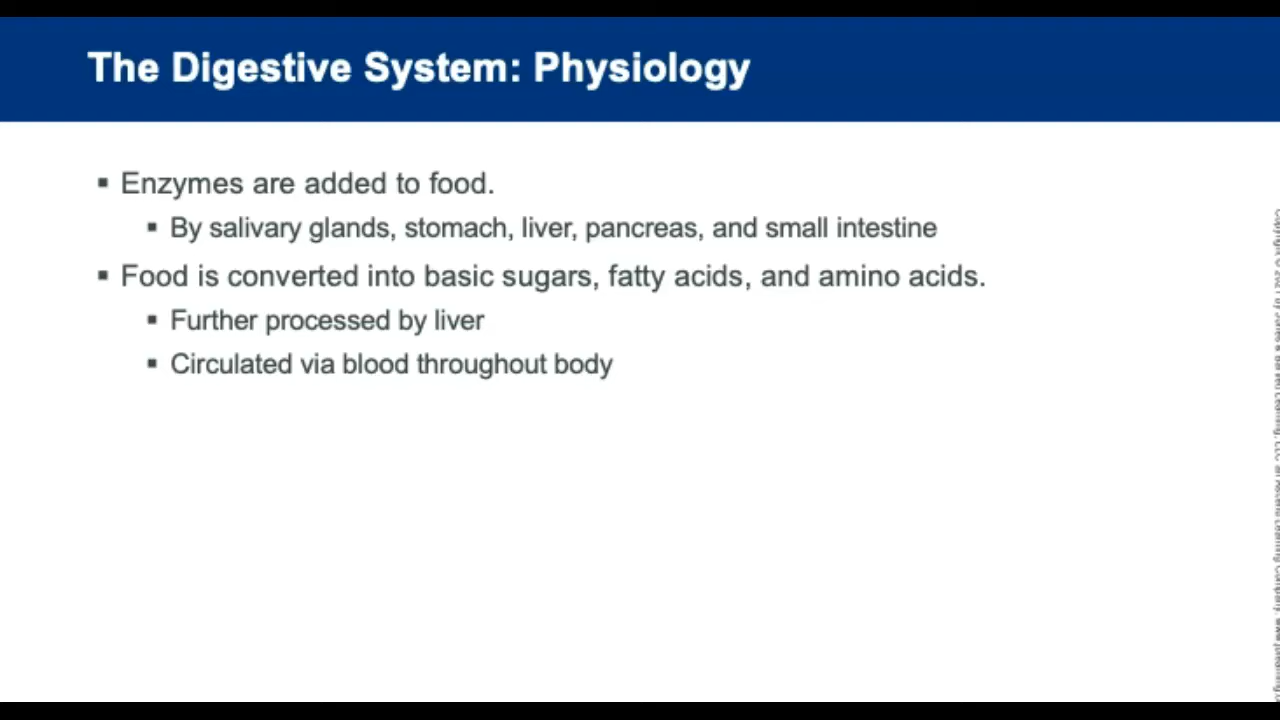 The Digestive System: Physiology
▪ Enzymes are added to food.
▪ By salivary glands, stomach, liver, pancreas, and small intestine
▪ Food is converted into basic sugars, fatty acids, and amino acids.
▪ Further processed by liver
▪ Circulated via blood throughout body